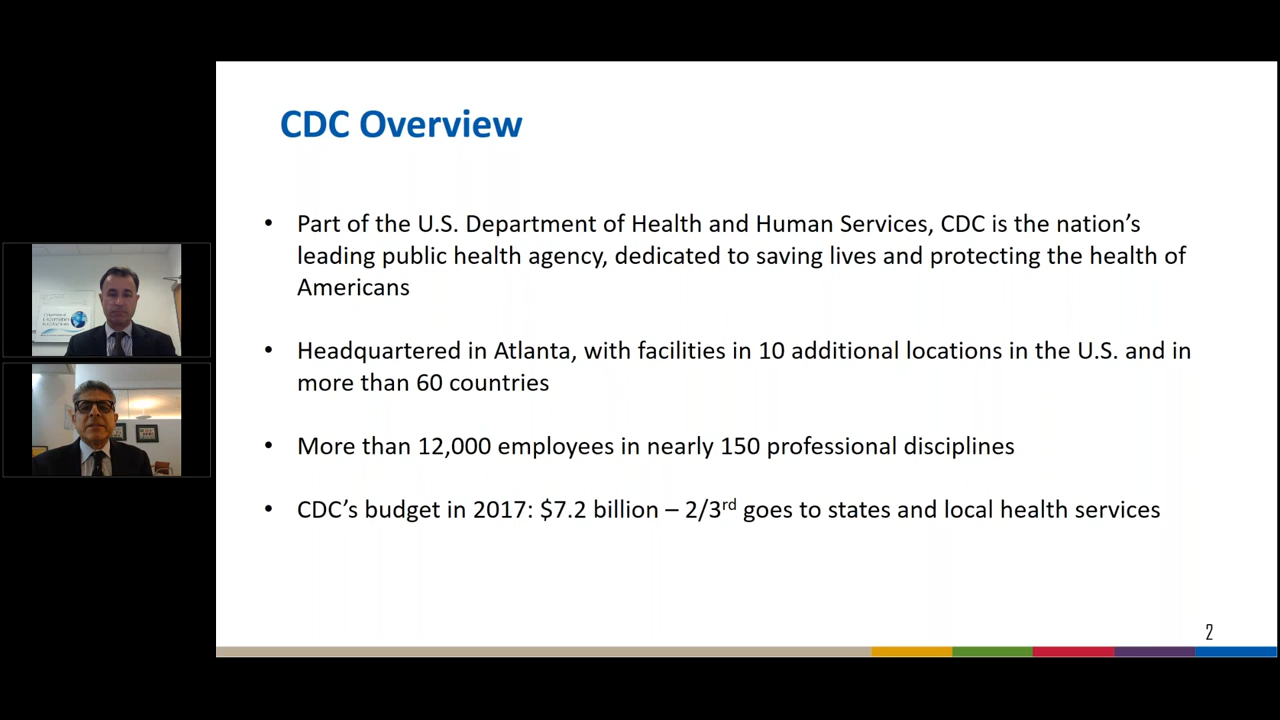 CDC Overview
• Part of the U.S. Department of Health and Human Services, CDC is the nation’s
leading public health agency, dedicated to saving lives and protecting the health of
Americans
• Headquartered in Atlanta, with facilities in 10 additional locations in the U.S. and in
more than 60 countries
• More than 12,000 employees in nearly 150 professional disciplines
• CDC’s budget in 2017: $7.2 billion – 2/3rd goes to states and local health services
2